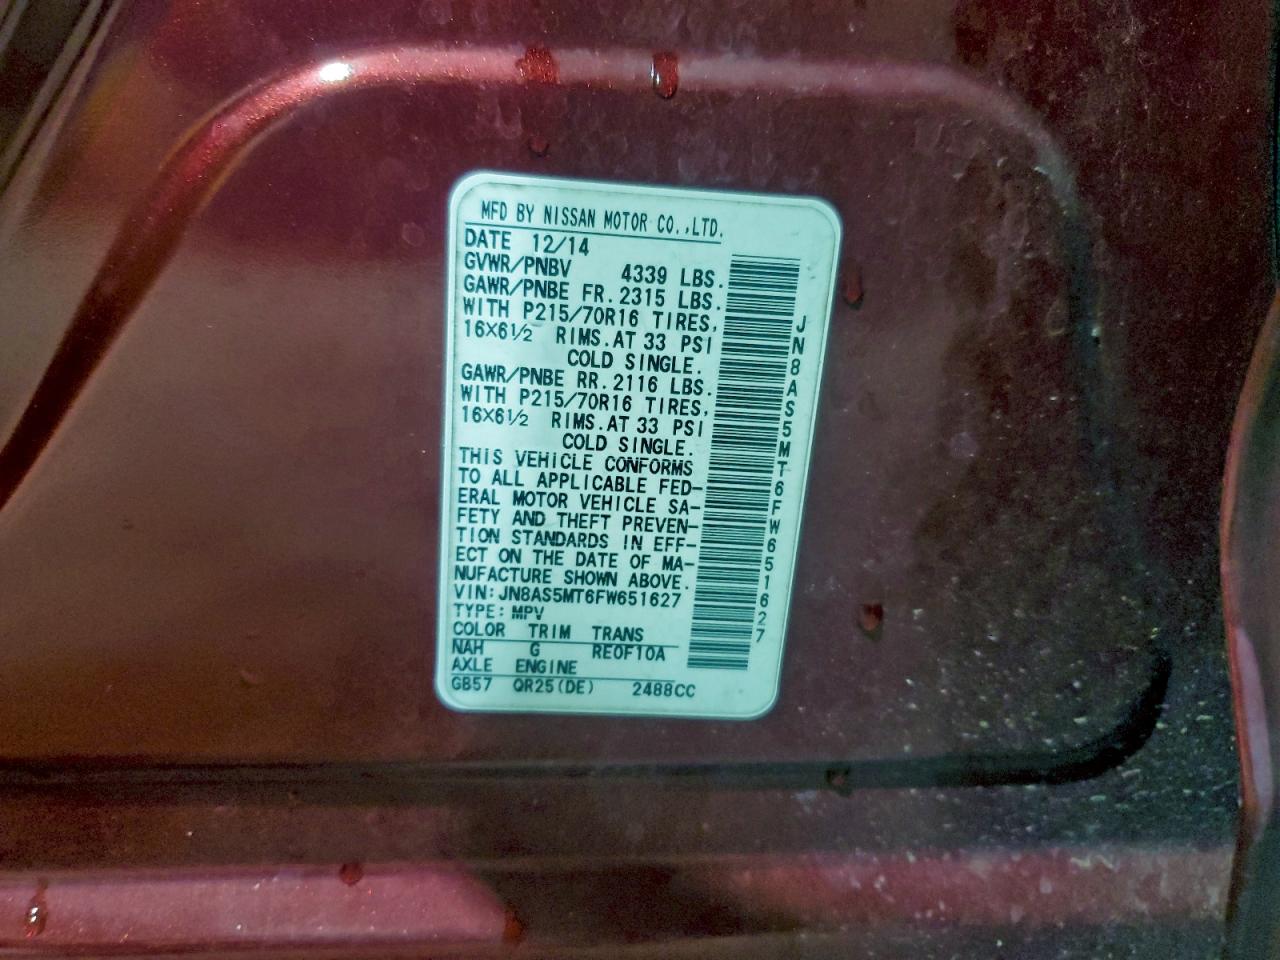 MFD BY NISSAN MOTOR CO.,LTD.
DATE 12/14
GVWR/PNBV 4339 LBS.
GAWR/PNBE FR. 2315 LBS.
WITH P215/70R16 TIRES,
16X6½ RIMS. AT 33 PSI
COLD SINGLE.
GAWR/PNBE RR. 2116 LBS.
WITH P215/70R16 TIRES,
16X6½ RIMS. AT 33 PSI
COLD SINGLE.
THIS VEHICLE CONFORMS
TO ALL APPLICABLE FED-
ERAL MOTOR VEHICLE SA-
FETY AND THEFT PREVEN-
TION STANDARDS IN EFF-
ECT ON THE DATE OF MA-
NUFACTURE SHOWN ABOVE.
VIN: JN8AS5MT6FW651627
TYPE: MPV
COLOR TRIM TRANS
NAH G RE0F10A
AXLE ENGINE
GB57 QR25(DE) 2488CC
JN8AS5MT6FW651627